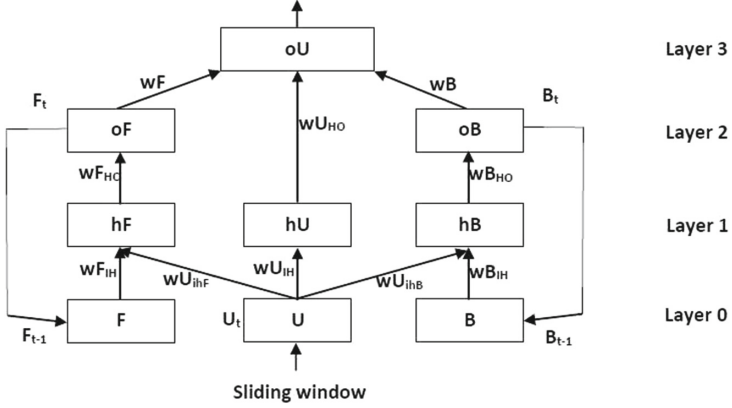 oU
Layer 3
wF
wB
Ft
Bt
oF
wUHO
oB
Layer 2
wFHO
wBHO
hF
hU
hB
Layer 1
wFIH
wUihF
wUIH
wUihB
wBIH
F
Ut
U
B
Layer 0
Ft-1
Bt-1
Sliding window